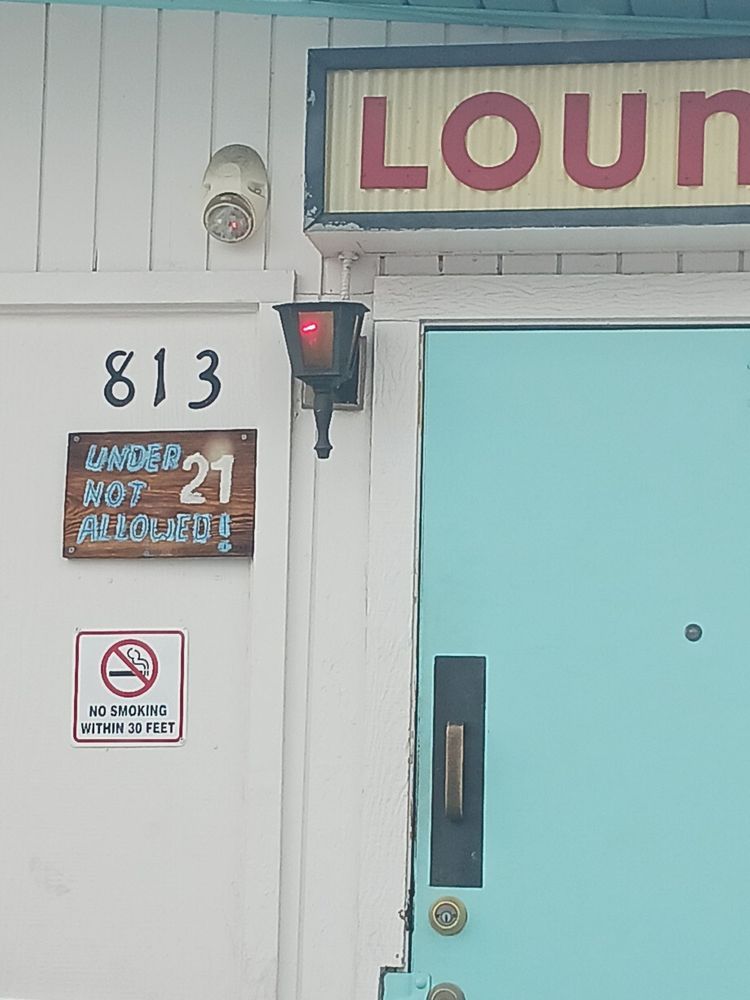 LOUN
813
UNDER 21
NOT
ALLOWED!
NO SMOKING
WITHIN 30 FEET